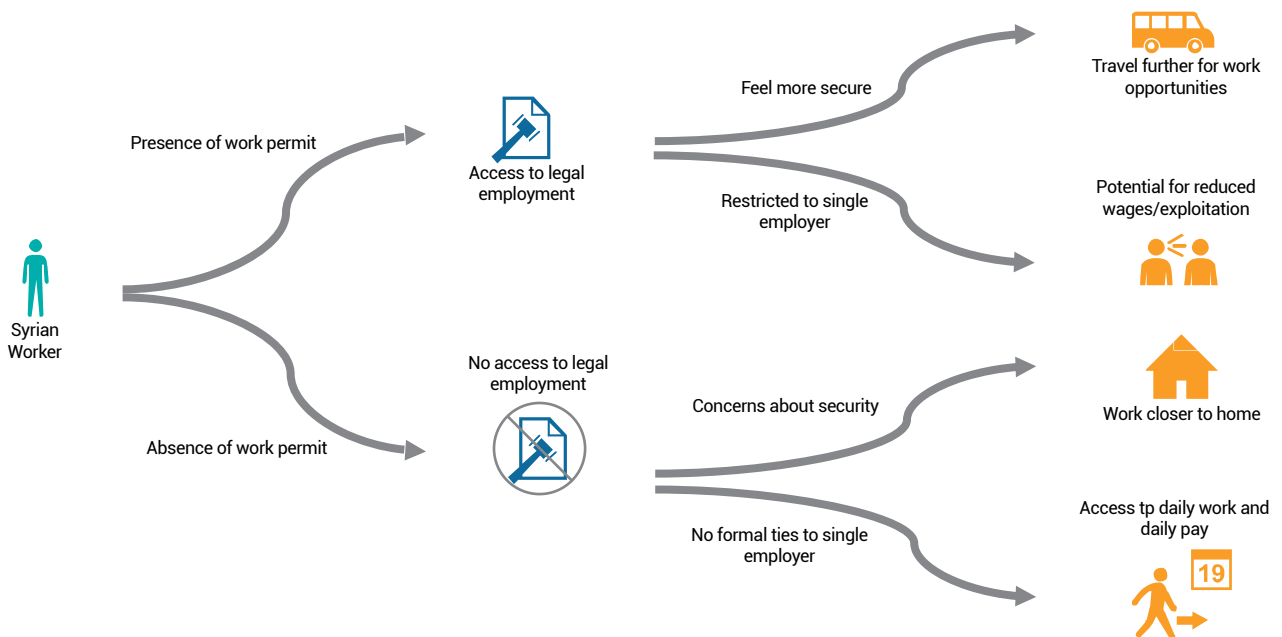 Syrian
Worker
Presence of work permit
Absence of work permit
Access to legal
employment
No access to legal
employment
Feel more secure
Restricted to single
employer
Concerns about security
No formal ties to single
employer
Travel further for work
opportunities
Potential for reduced
wages/exploitation
Work closer to home
Access tp daily work and
daily pay
19